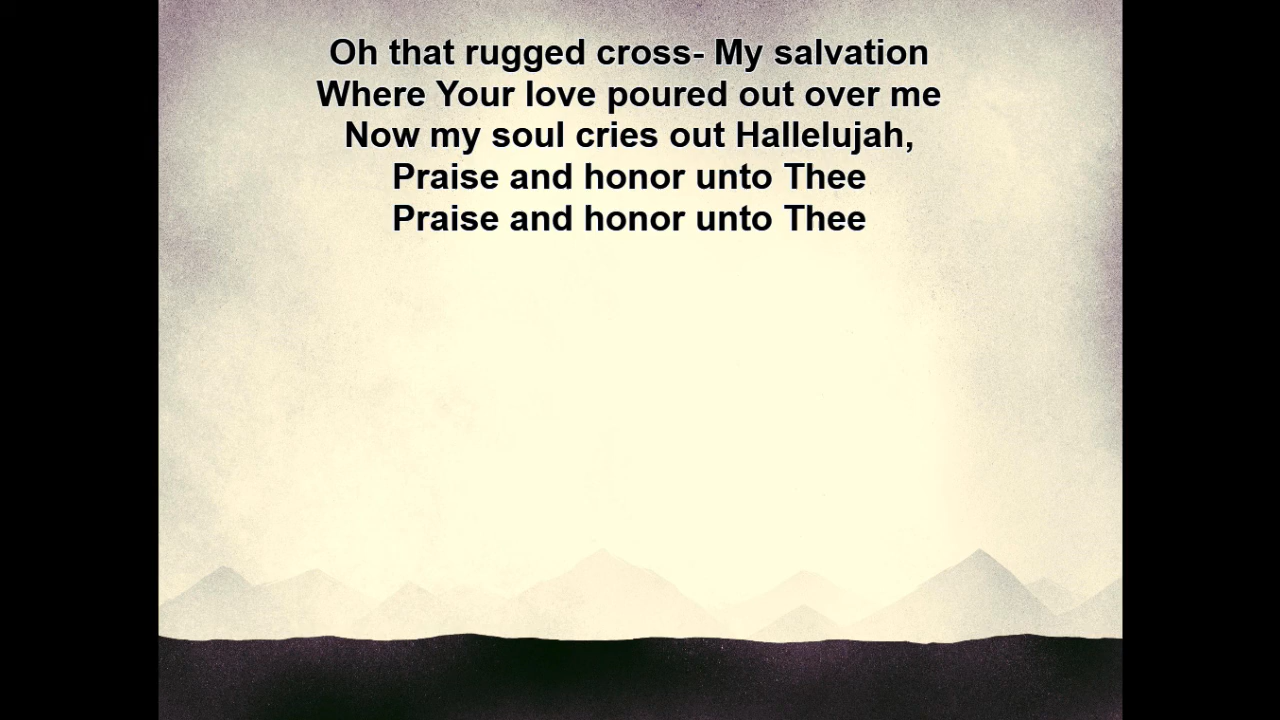 Oh that rugged cross- My salvation
Where Your love poured out over me
Now my soul cries out Hallelujah,
Praise and honor unto Thee
Praise and honor unto Thee